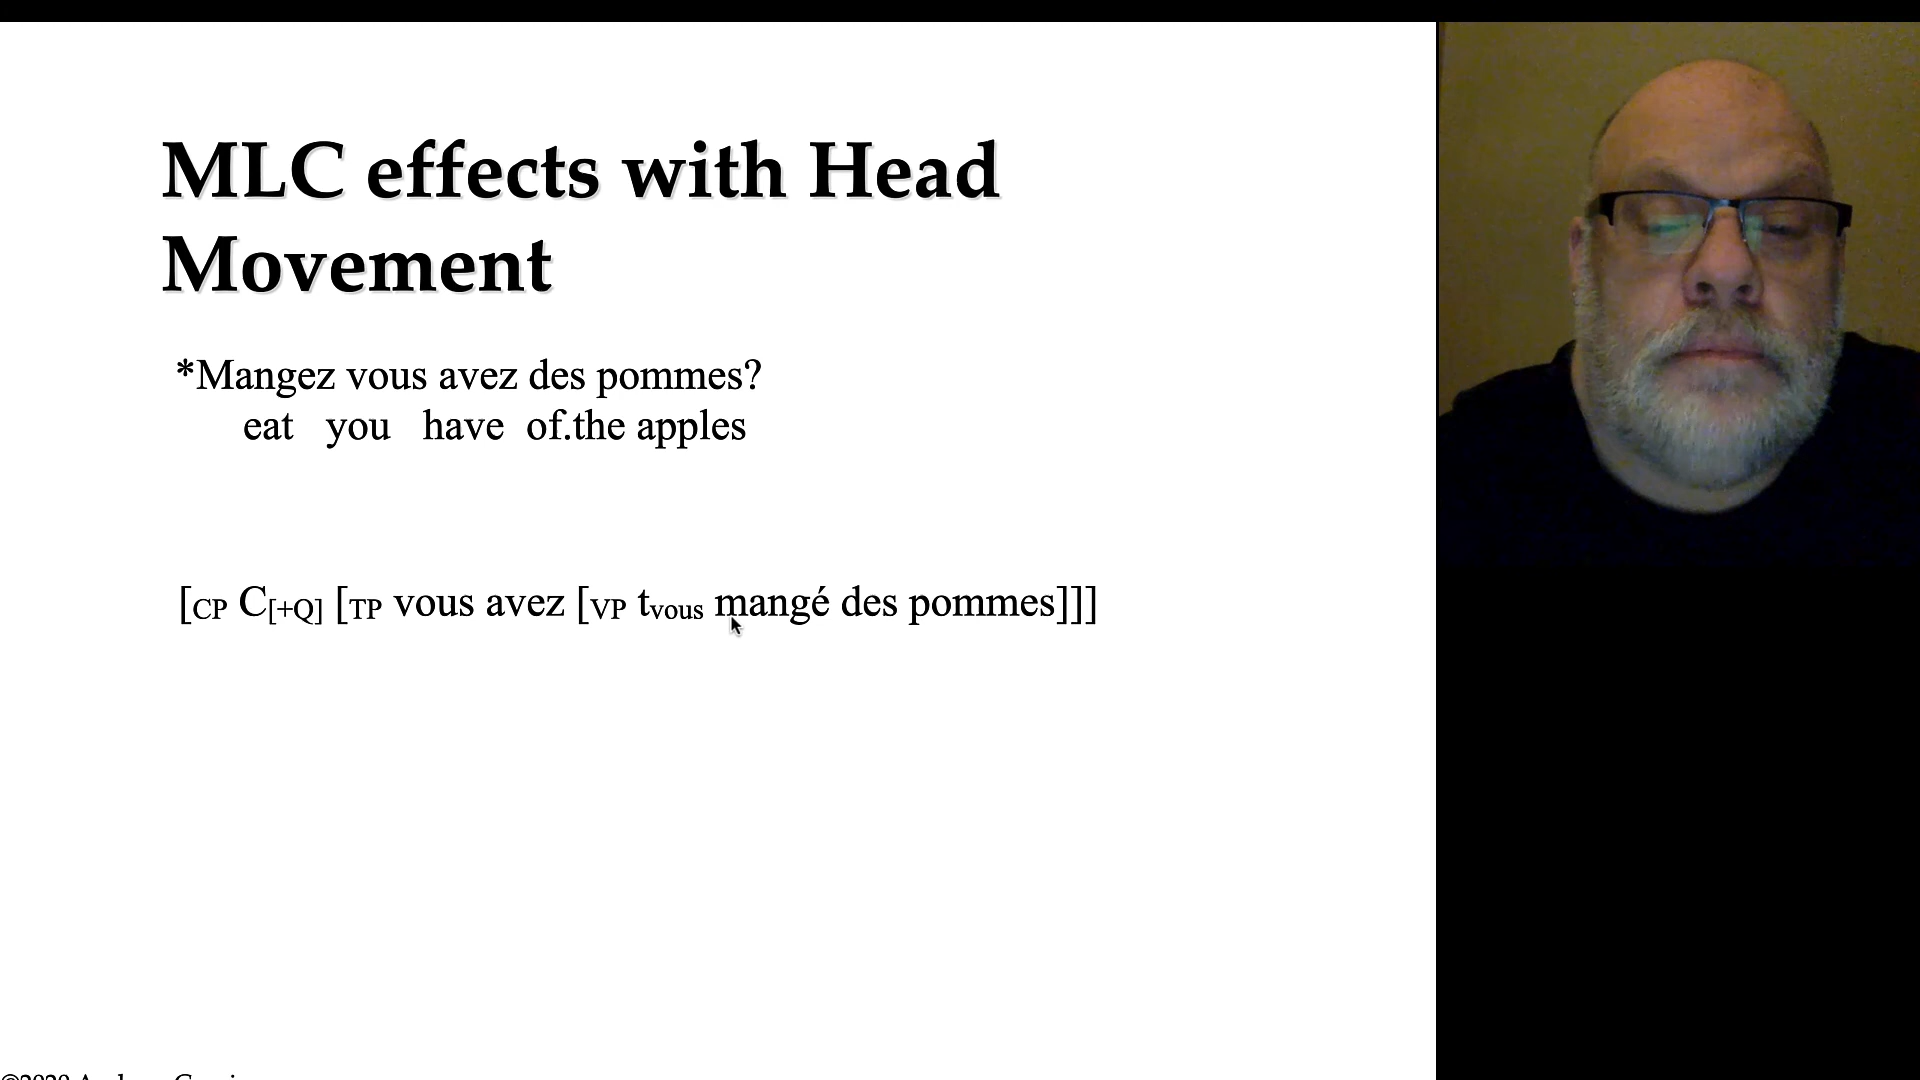 MLC effects with Head
Movement
*Mangez vous avez des pommes?
eat you have of.the apples
[CP C[+Q] [TP vous avez [VP tvous mangé des pommes]]]
©2020